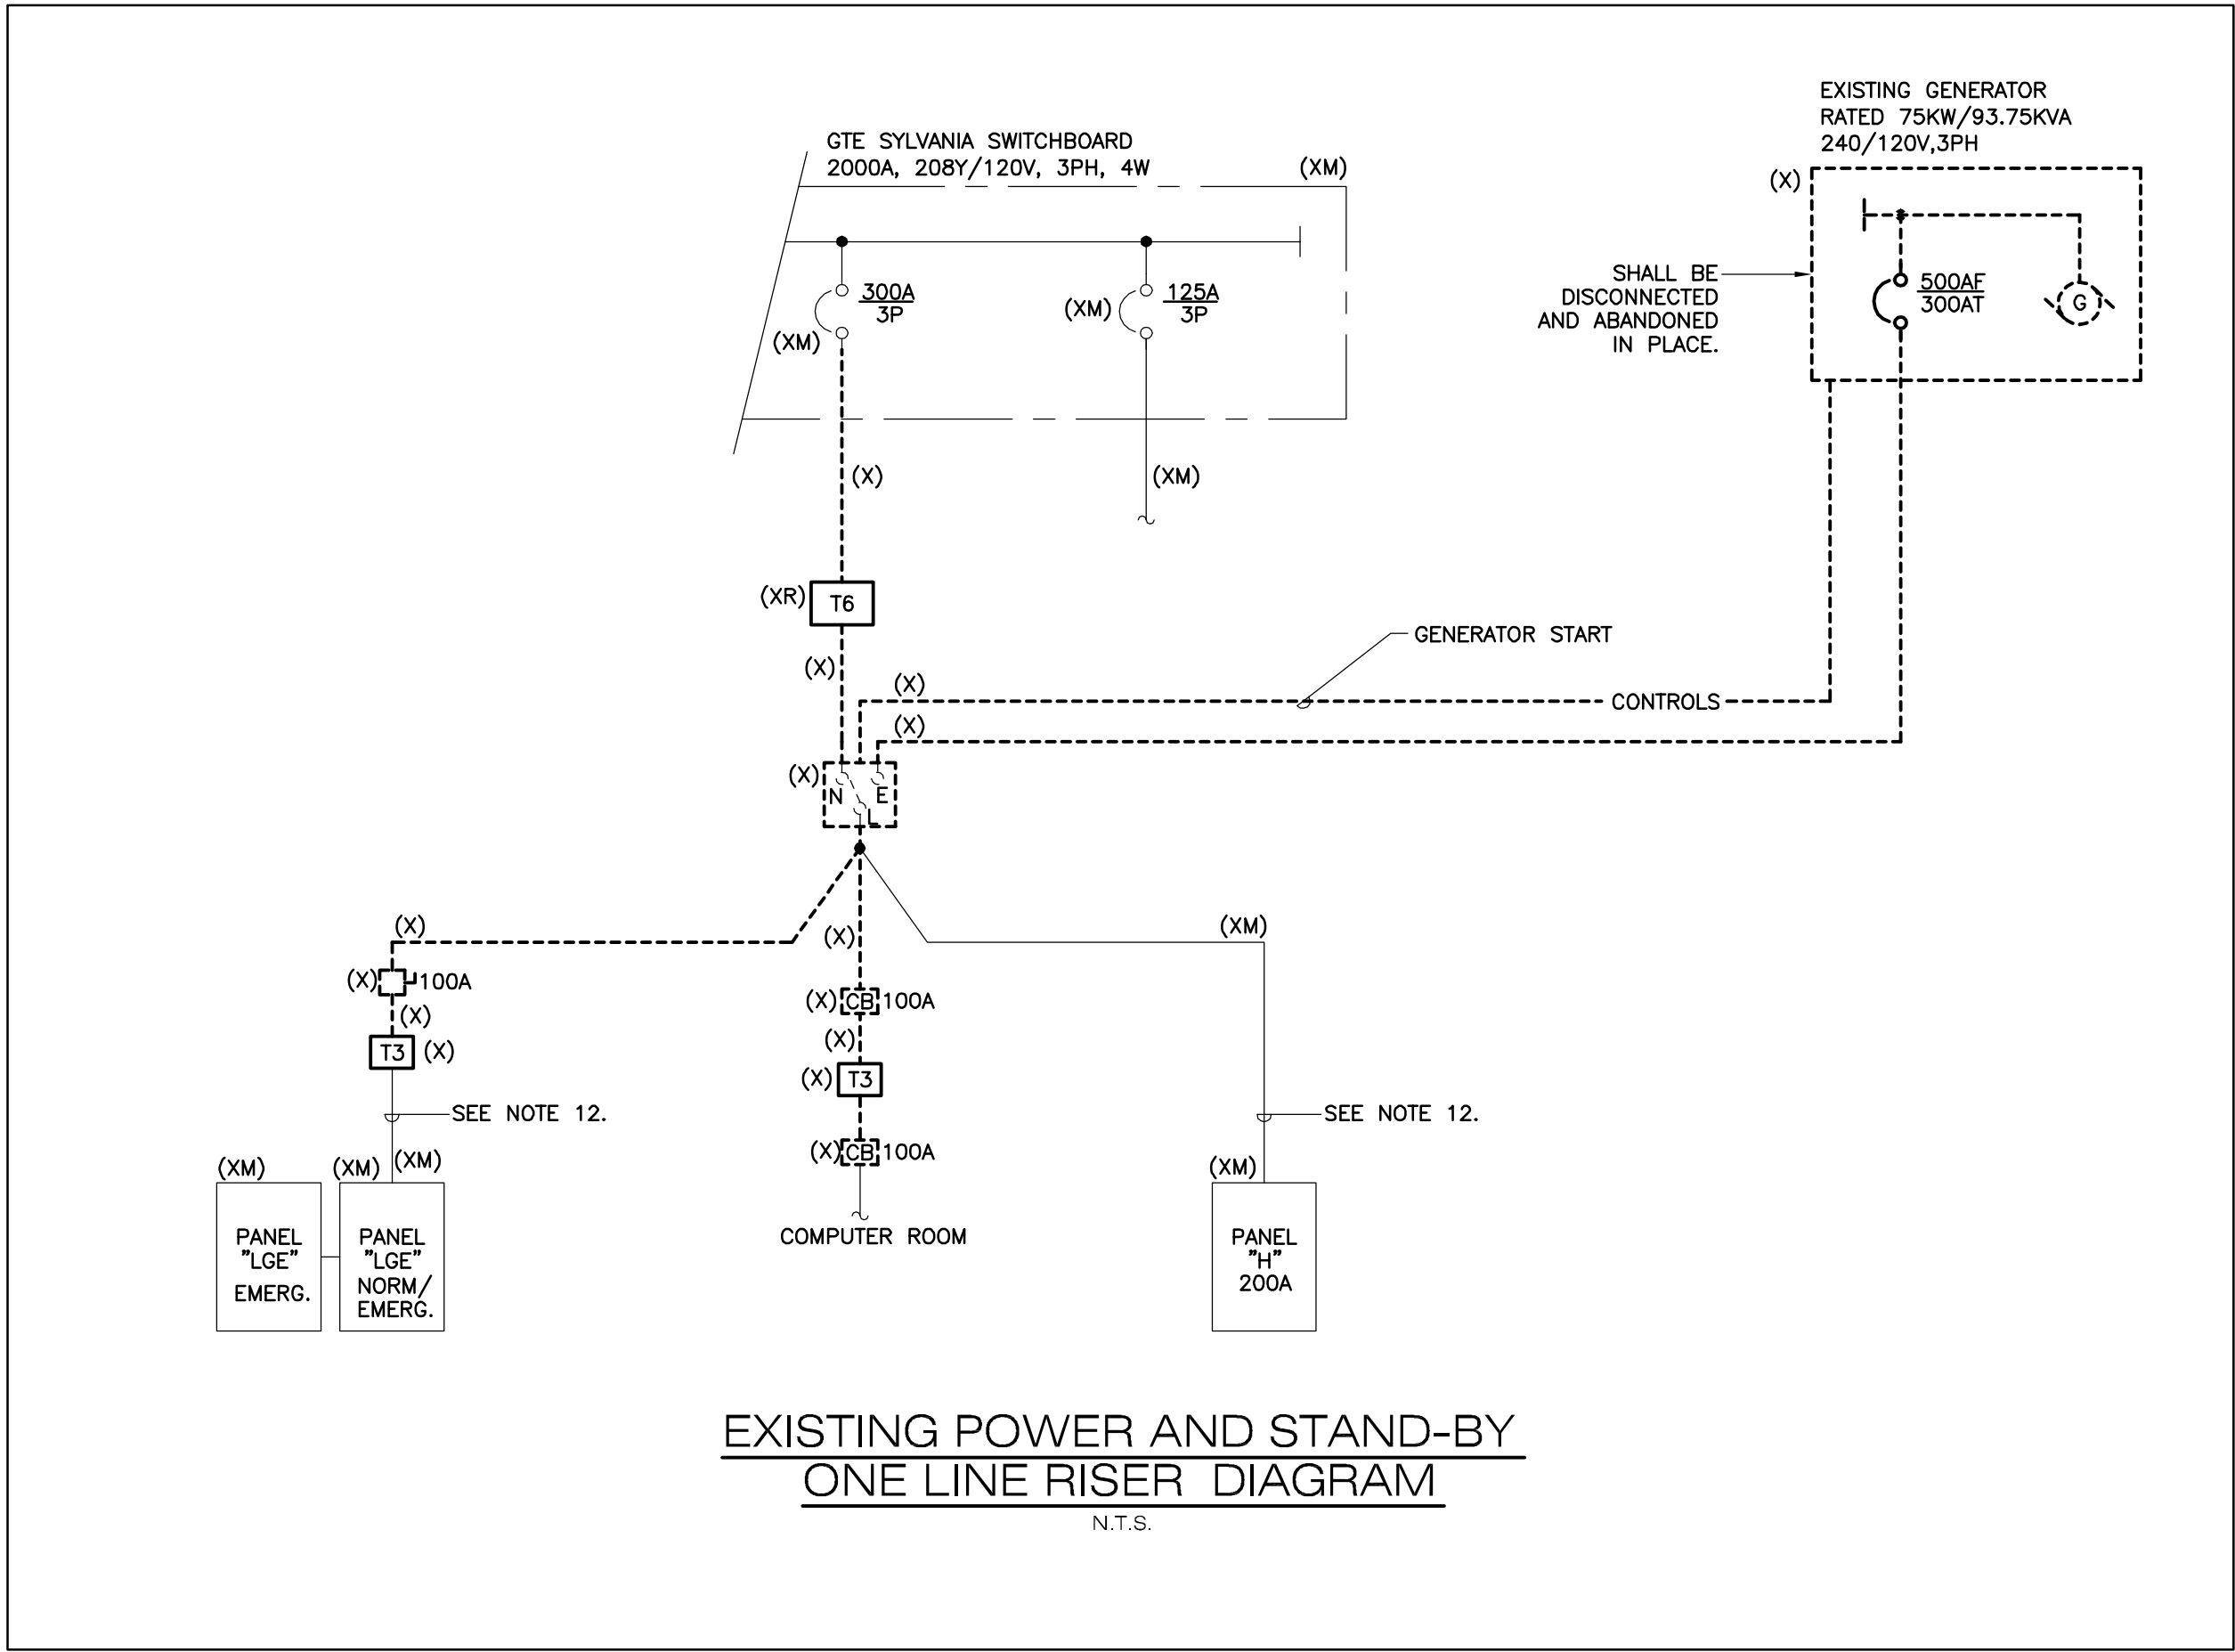 EXISTING GENERATOR
RATED 75KW/93.75KVA
240/120V,3PH
GTE SYLVANIA SWITCHBOARD
2000A, 208Y/120V, 3PH, 4W
(XM)
(X)
300A
3P
(XM)
(XM)
125A
3P
SHALL BE
DISCONNECTED
AND ABANDONED
IN PLACE.
500AF
300AT
G
(X)
(XM)
(XR)
T6
GENERATOR START
(X)
(X)
CONTROLS
(X)
(X)
N
E
L
(X)
(X)
(XM)
(X)
100A
(X)
CB
100A
(X)
(X)
T3
(X)
(X)
T3
SEE NOTE 12.
SEE NOTE 12.
(X)
CB
100A
(XM)
(XM)
(XM)
(XM)
PANEL
"LGE"
EMERG.
PANEL
"LGE"
NORM/
EMERG.
COMPUTER ROOM
PANEL
"H"
200A
EXISTING POWER AND STAND-BY
ONE LINE RISER DIAGRAM
N.T.S.